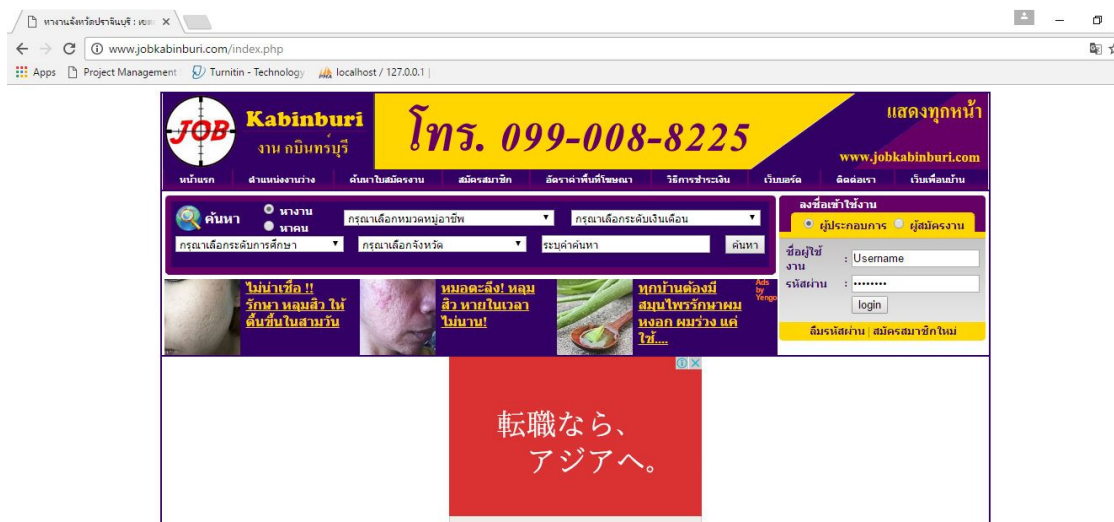 หางานจังหวัดปราจีนบุรี : เขต
www.jobkabinburi.com/index.php
Apps Project Management Turnitin - Technology localhost / 127.0.0.1 |
JOB
Kabinburi
งาน กบินทร์บุรี
โทร. 099-008-8225
แสดงทุกหน้า
www.jobkabinburi.com
หน้าแรก ตำแหน่งงานว่าง ค้นหาใบสมัครงาน สมัครสมาชิก อัตราค่าพื้นที่โฆษณา วิธีการชำระเงิน เว็บบอร์ด ติดต่อเรา เว็บเพื่อนบ้าน
ค้นหา
หางาน
หาคน
กรุณาเลือกหมวดหมู่อาชีพ
กรุณาเลือกระดับเงินเดือน
กรุณาเลือกระดับการศึกษา
กรุณาเลือกจังหวัด
ระบุคำค้นหา
ค้นหา
ลงชื่อเข้าใช้งาน
ผู้ประกอบการ ผู้สมัครงาน
ชื่อผู้ใช้งาน : Username
รหัสผ่าน : ••••••••
login
ลืมรหัสผ่าน | สมัครสมาชิกใหม่
ไม่น่าเชื่อ !!
รักษา หลุมสิว ให้
ตื้นขึ้นในสามวัน
หมอตะลึง! หลุม
สิว หายในเวลา
ไม่นาน!
ทุกบ้านต้องมี
สมุนไพรรักษาผม
หงอก ผมร่วง แค่
ใช้....
Ads
by
Yengo
転職なら、
アジアへ。